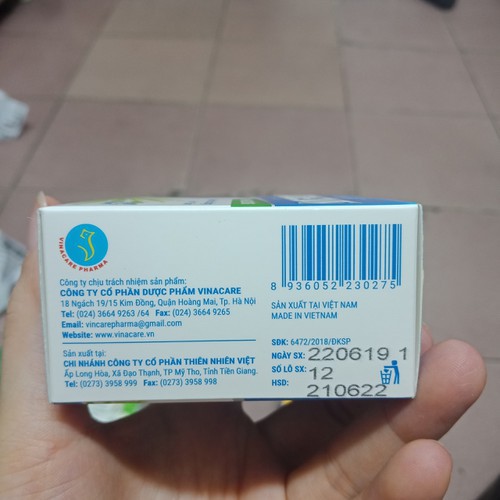 VINACARE PHARMA
Công ty chịu trách nhiệm sản phẩm:
CÔNG TY CỔ PHẦN DƯỢC PHẨM VINACARE
18 Ngách 19/15 Kim Đồng, Quận Hoàng Mai, Tp. Hà Nội
Tel: (024) 3664 9263 /64 Fax: (024) 3664 9265
Email: vincarepharma@gmail.com
Website: www.vinacare.vn
Sản xuất tại:
CHI NHÁNH CÔNG TY CỔ PHẦN THIÊN NHIÊN VIỆT
Ấp Long Hòa, Xã Đạo Thạnh, TP Mỹ Tho, Tỉnh Tiền Giang.
Tel: (0273) 3958 999 Fax: (0273) 3958 998
8 936052 230275
SẢN XUẤT TẠI VIỆT NAM
MADE IN VIETNAM
SĐK: 6472/2018/ĐKSP
NGÀY SX: 220619 1
SỐ LÔ SX: 12
HSD: 210622